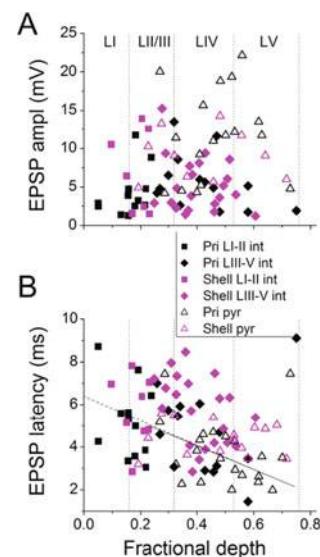 A
LI LII/III LIV LV
25
20
15
10
5
0
EPSP ampl (mV)
Pri LI-II int
Pri LIII-V int
Shell LI-II int
Shell LIII-V int
Pri pyr
Shell pyr
B
10
8
6
4
2
EPSP latency (ms)
0.0 0.2 0.4 0.6 0.8
Fractional depth